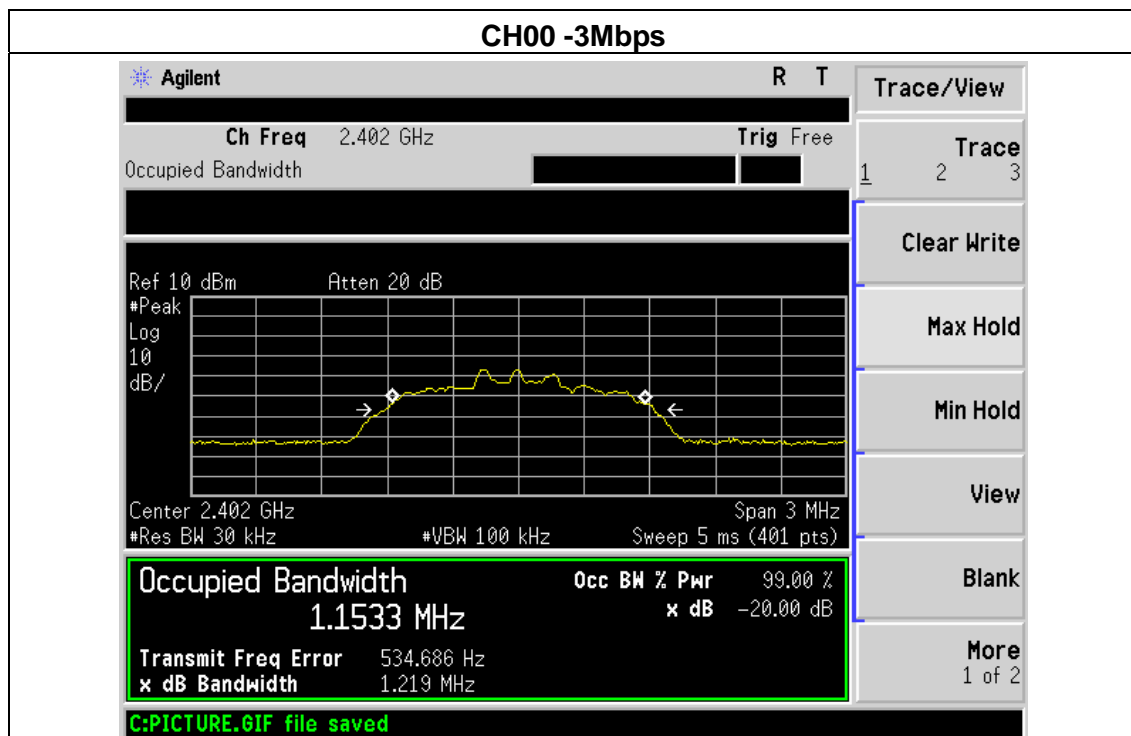 CH00 -3Mbps
Agilent
R T
Trace/View
Ch Freq 2.402 GHz
Trig Free
Occupied Bandwidth
Trace
1 2 3
Clear Write
Ref 10 dBm
Atten 20 dB
#Peak
Log
10
dB/
Max Hold
Min Hold
View
Center 2.402 GHz
Span 3 MHz
#Res BW 30 kHz
#VBW 100 kHz
Sweep 5 ms (401 pts)
Occupied Bandwidth
1.1533 MHz
Occ BW % Pwr 99.00 %
x dB -20.00 dB
Blank
Transmit Freq Error 534.686 Hz
x dB Bandwidth 1.219 MHz
More
1 of 2
C:PICTURE.GIF file saved